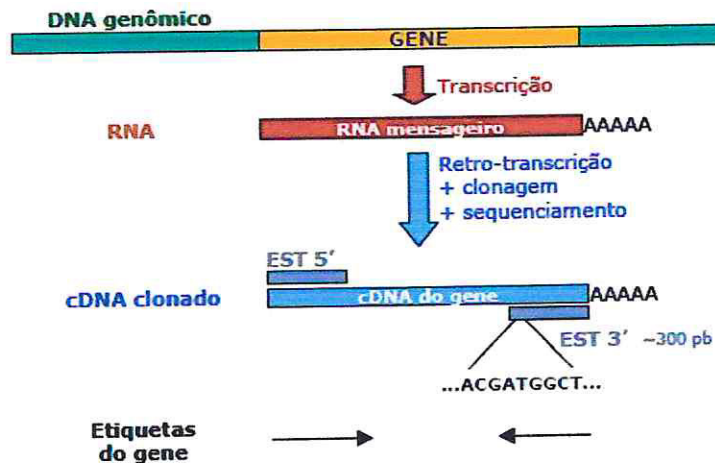 DNA genômico
GENE
Transcrição
RNA
RNA mensageiro
AAAAA
Retro-transcrição
+ clonagem
+ sequenciamento
EST 5'
cDNA clonado
cDNA do gene
AAAAA
EST 3' ~300 pb
...ACGATGGCT...
Etiquetas
do gene